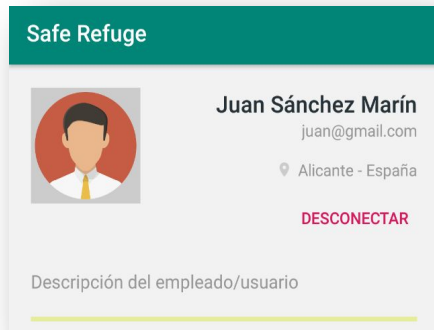 Safe Refuge
Juan Sánchez Marín
juan@gmail.com
Alicante - España
DESCONECTAR
Descripción del empleado/usuario